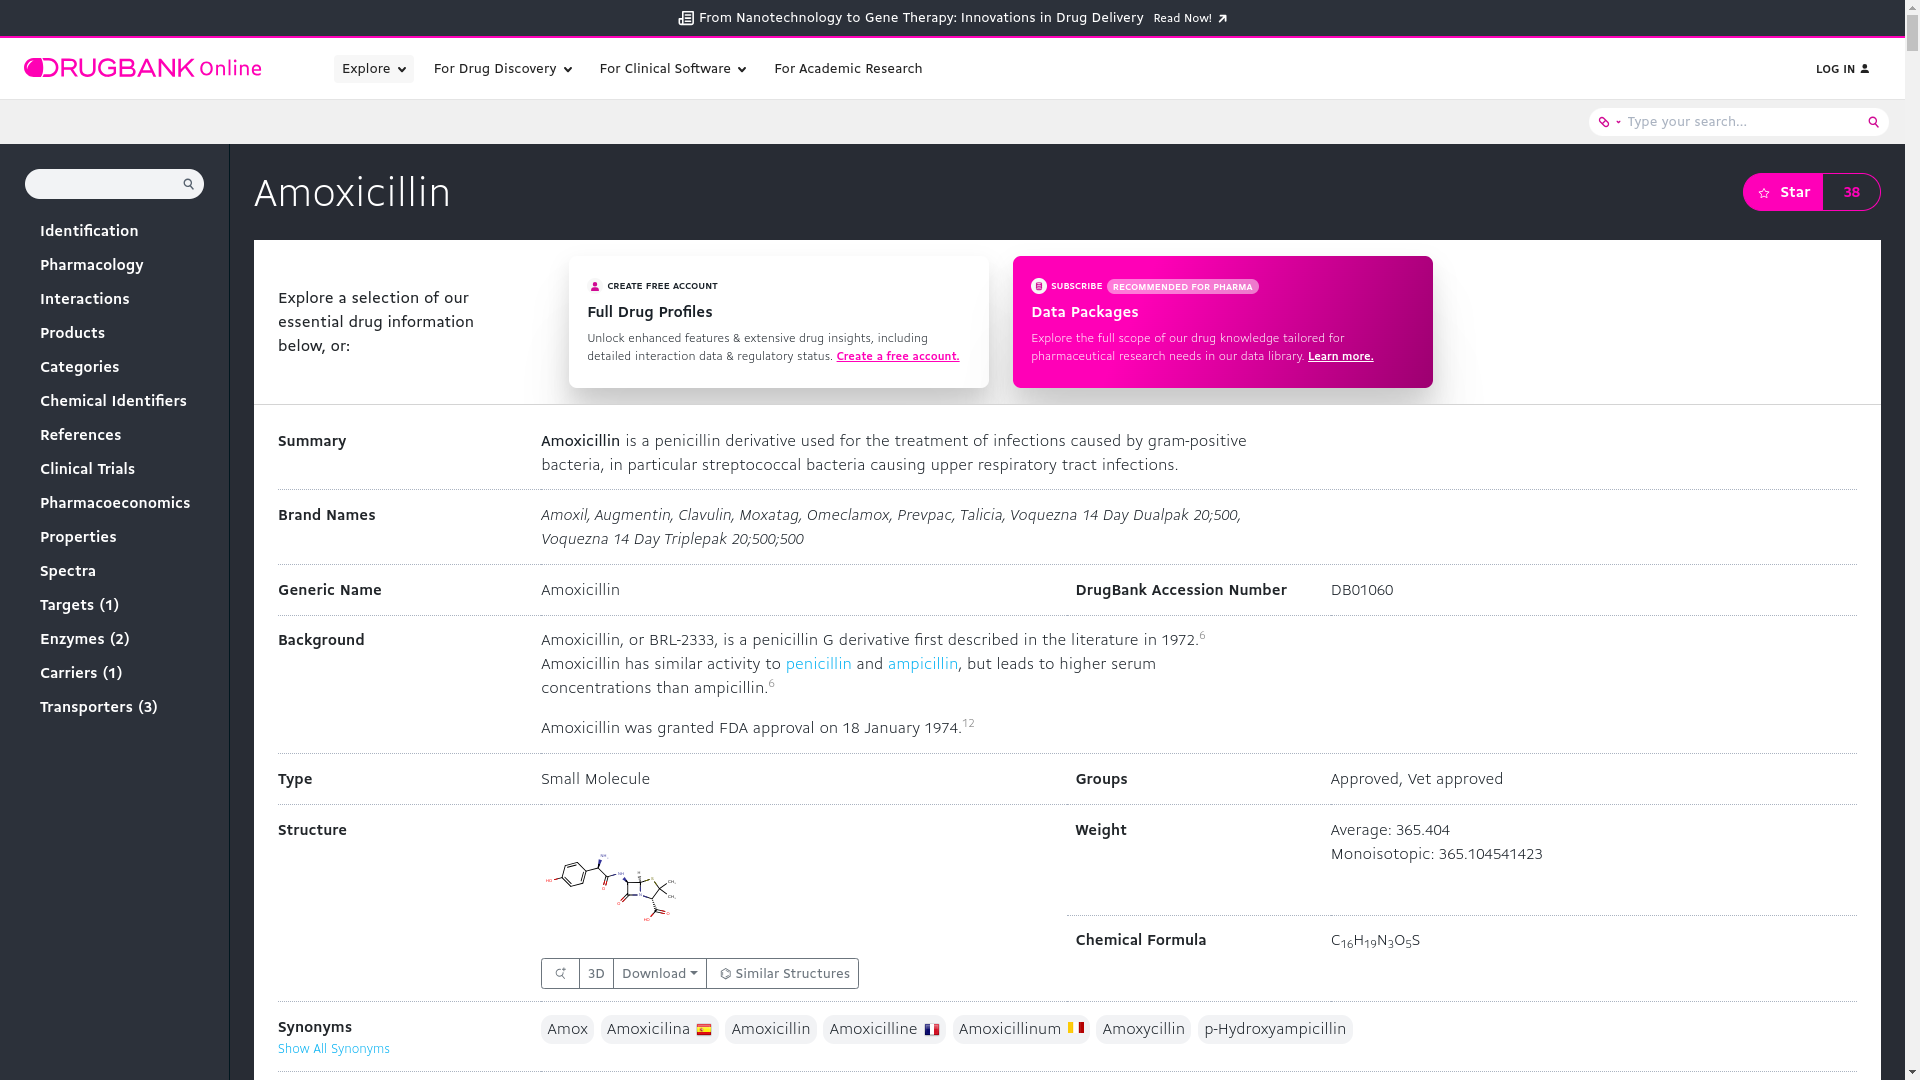 From Nanotechnology to Gene Therapy: Innovations in Drug Delivery Read Now!
DRUGBANK Online
Explore
For Drug Discovery
For Clinical Software
For Academic Research
LOG IN
Type your search...
Identification
Pharmacology
Interactions
Products
Categories
Chemical Identifiers
References
Clinical Trials
Pharmacoeconomics
Properties
Spectra
Targets (1)
Enzymes (2)
Carriers (1)
Transporters (3)
Amoxicillin
Star 38
Explore a selection of our
essential drug information
below, or:
CREATE FREE ACCOUNT
Full Drug Profiles
Unlock enhanced features & extensive drug insights, including
detailed interaction data & regulatory status. Create a free account.
SUBSCRIBE RECOMMENDED FOR PHARMA
Data Packages
Explore the full scope of our drug knowledge tailored for
pharmaceutical research needs in our data library. Learn more.
Summary
Amoxicillin is a penicillin derivative used for the treatment of infections caused by gram-positive
bacteria, in particular streptococcal bacteria causing upper respiratory tract infections.
Brand Names
Amoxil, Augmentin, Clavulin, Moxatag, Omeclamox, Prevpac, Talicia, Voquezna 14 Day Dualpak 20;500,
Voquezna 14 Day Triplepak 20;500;500
Generic Name
Amoxicillin
DrugBank Accession Number
DB01060
Background
Amoxicillin, or BRL-2333, is a penicillin G derivative first described in the literature in 1972.6
Amoxicillin has similar activity to penicillin and ampicillin, but leads to higher serum
concentrations than ampicillin.6
Amoxicillin was granted FDA approval on 18 January 1974.12
Type
Small Molecule
Groups
Approved, Vet approved
Structure
3D
Download
Similar Structures
Weight
Average: 365.404
Monoisotopic: 365.104541423
Chemical Formula
C16H19N3O5S
Synonyms
Show All Synonyms
Amox
Amoxicilina
Amoxicillin
Amoxicilline
Amoxicillinum
Amoxycillin
p-Hydroxyampicillin